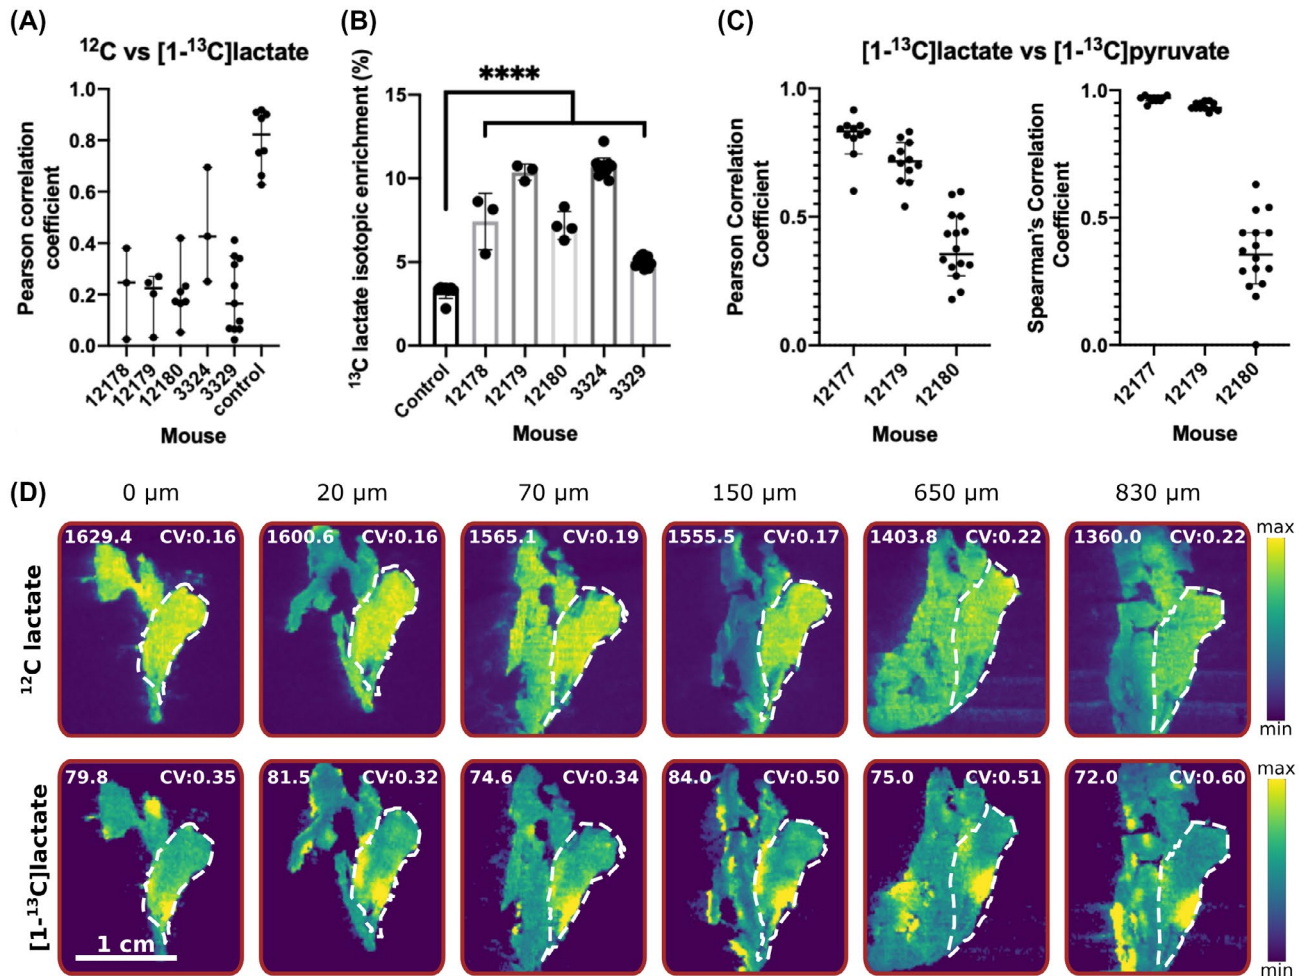 (A)
¹²C vs [1-¹³C]lactate
Pearson correlation
coefficient
1.0
0.8
0.6
0.4
0.2
0.0
12178
12179
12180
3324
3329
control
Mouse
(B)
¹³C lactate isotopic enrichment (%)
****
15
10
5
0
Control
12178
12179
12180
3324
3329
Mouse
(C)
[1-¹³C]lactate vs [1-¹³C]pyruvate
Pearson Correlation
Coefficient
1.0
0.5
0.0
12177
12179
12180
Mouse
Spearman's Correlation
Coefficient
1.0
0.5
0.0
12177
12179
12180
Mouse
(D)
0 µm
20 µm
70 µm
150 µm
650 µm
830 µm
¹²C lactate
1629.4 CV:0.16
1600.6 CV:0.16
1565.1 CV:0.19
1555.5 CV:0.17
1403.8 CV:0.22
1360.0 CV:0.22
max
min
[1-¹³C]lactate
79.8 CV:0.35
81.5 CV:0.32
74.6 CV:0.34
84.0 CV:0.50
75.0 CV:0.51
72.0 CV:0.60
max
min
1 cm